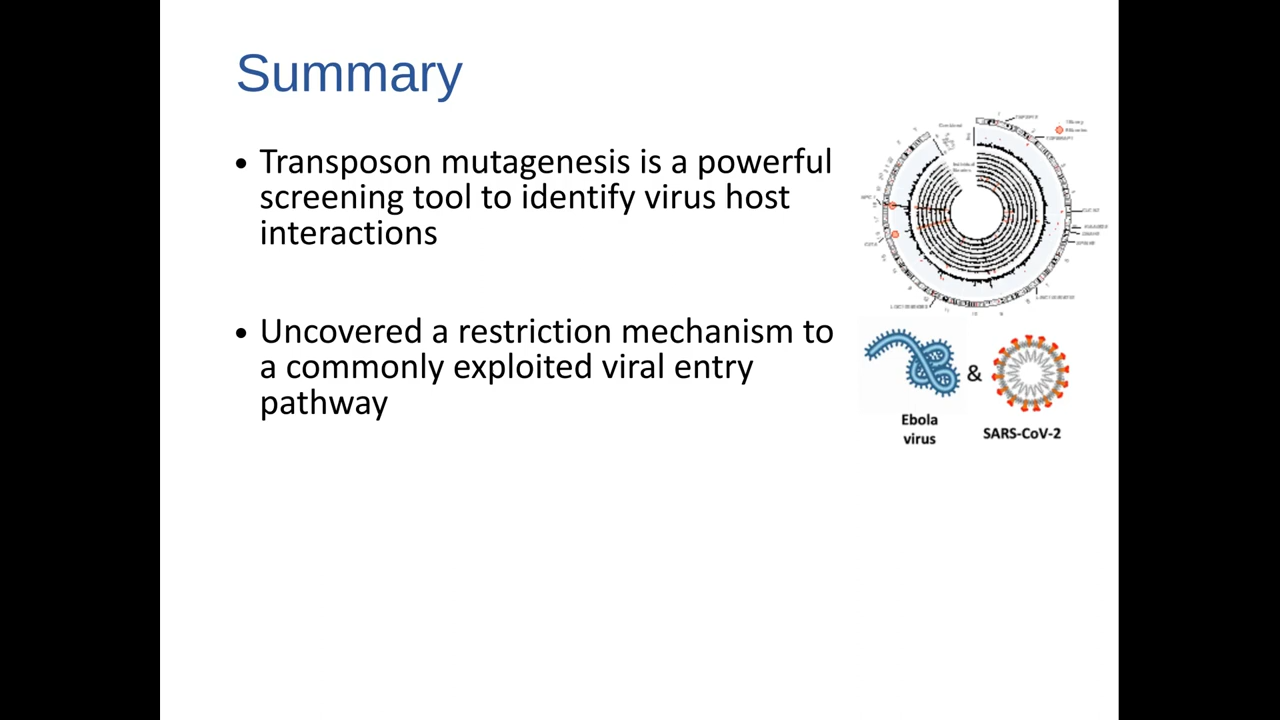 Summary
• Transposon mutagenesis is a powerful
screening tool to identify virus host
interactions
• Uncovered a restriction mechanism to
a commonly exploited viral entry
pathway
&
Ebola
virus
SARS-CoV-2